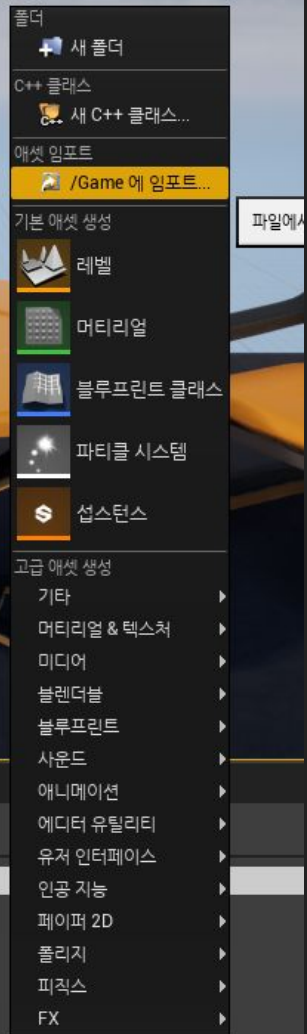 폴더
새 폴더
C++ 클래스
새 C++ 클래스...
애셋 임포트
/Game 에 임포트...
파일에서
기본 애셋 생성
레벨
머티리얼
블루프린트 클래스
파티클 시스템
섭스턴스
고급 애셋 생성
기타
머티리얼 & 텍스처
미디어
블렌더블
블루프린트
사운드
애니메이션
에디터 유틸리티
유저 인터페이스
인공 지능
페이퍼 2D
폴리지
피직스
FX